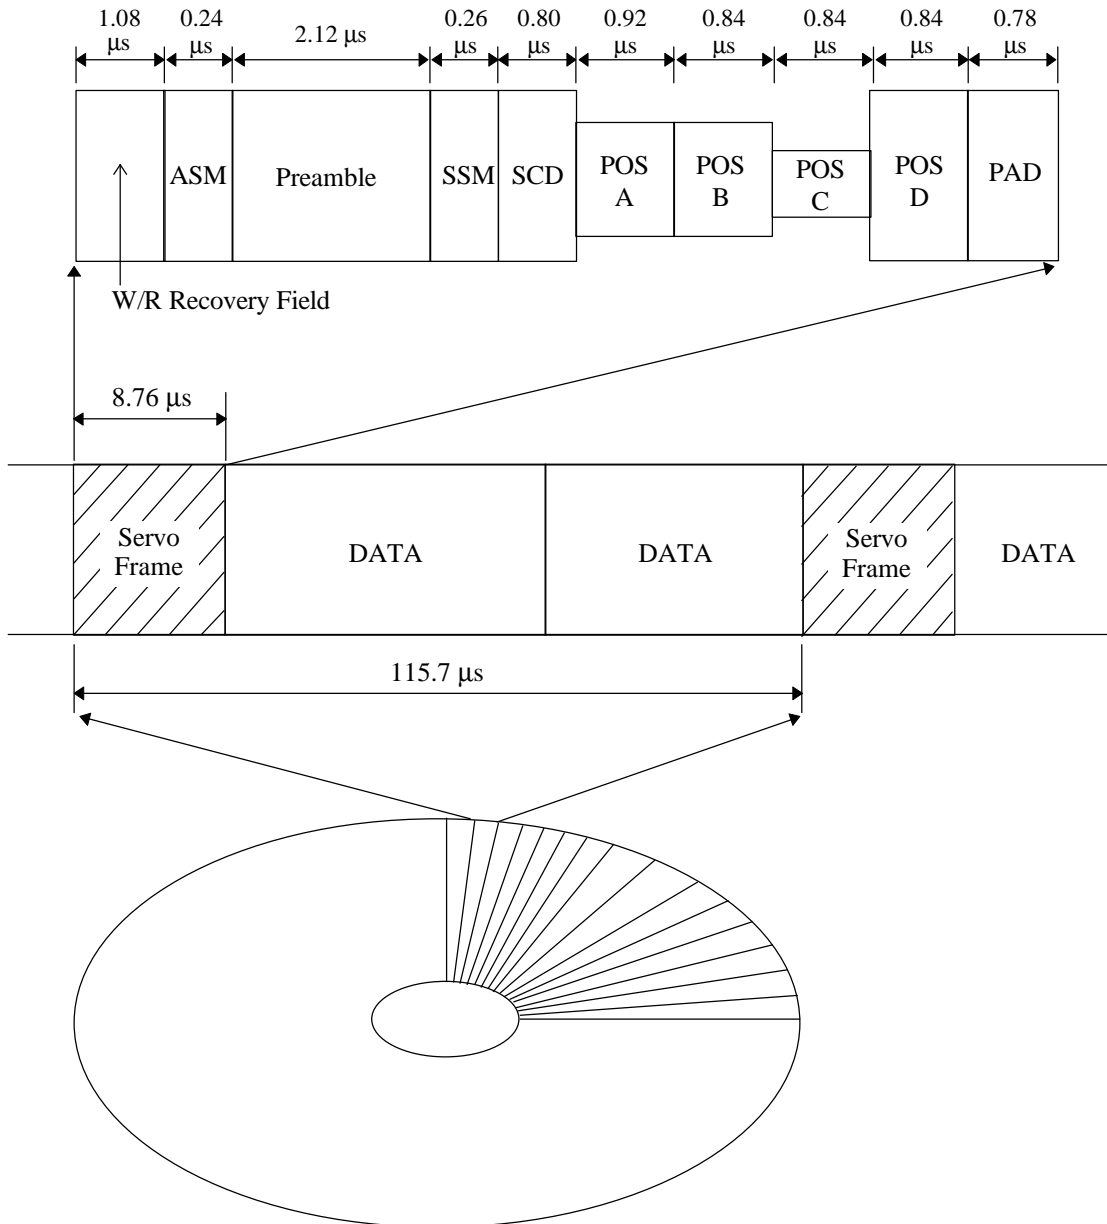 1.08 μs
0.24 μs
2.12 μs
0.26 μs
0.80 μs
0.92 μs
0.84 μs
0.84 μs
0.84 μs
0.78 μs
ASM
Preamble
SSM
SCD
POS A
POS B
POS C
POS D
PAD
W/R Recovery Field
8.76 μs
Servo Frame
DATA
DATA
Servo Frame
DATA
115.7 μs